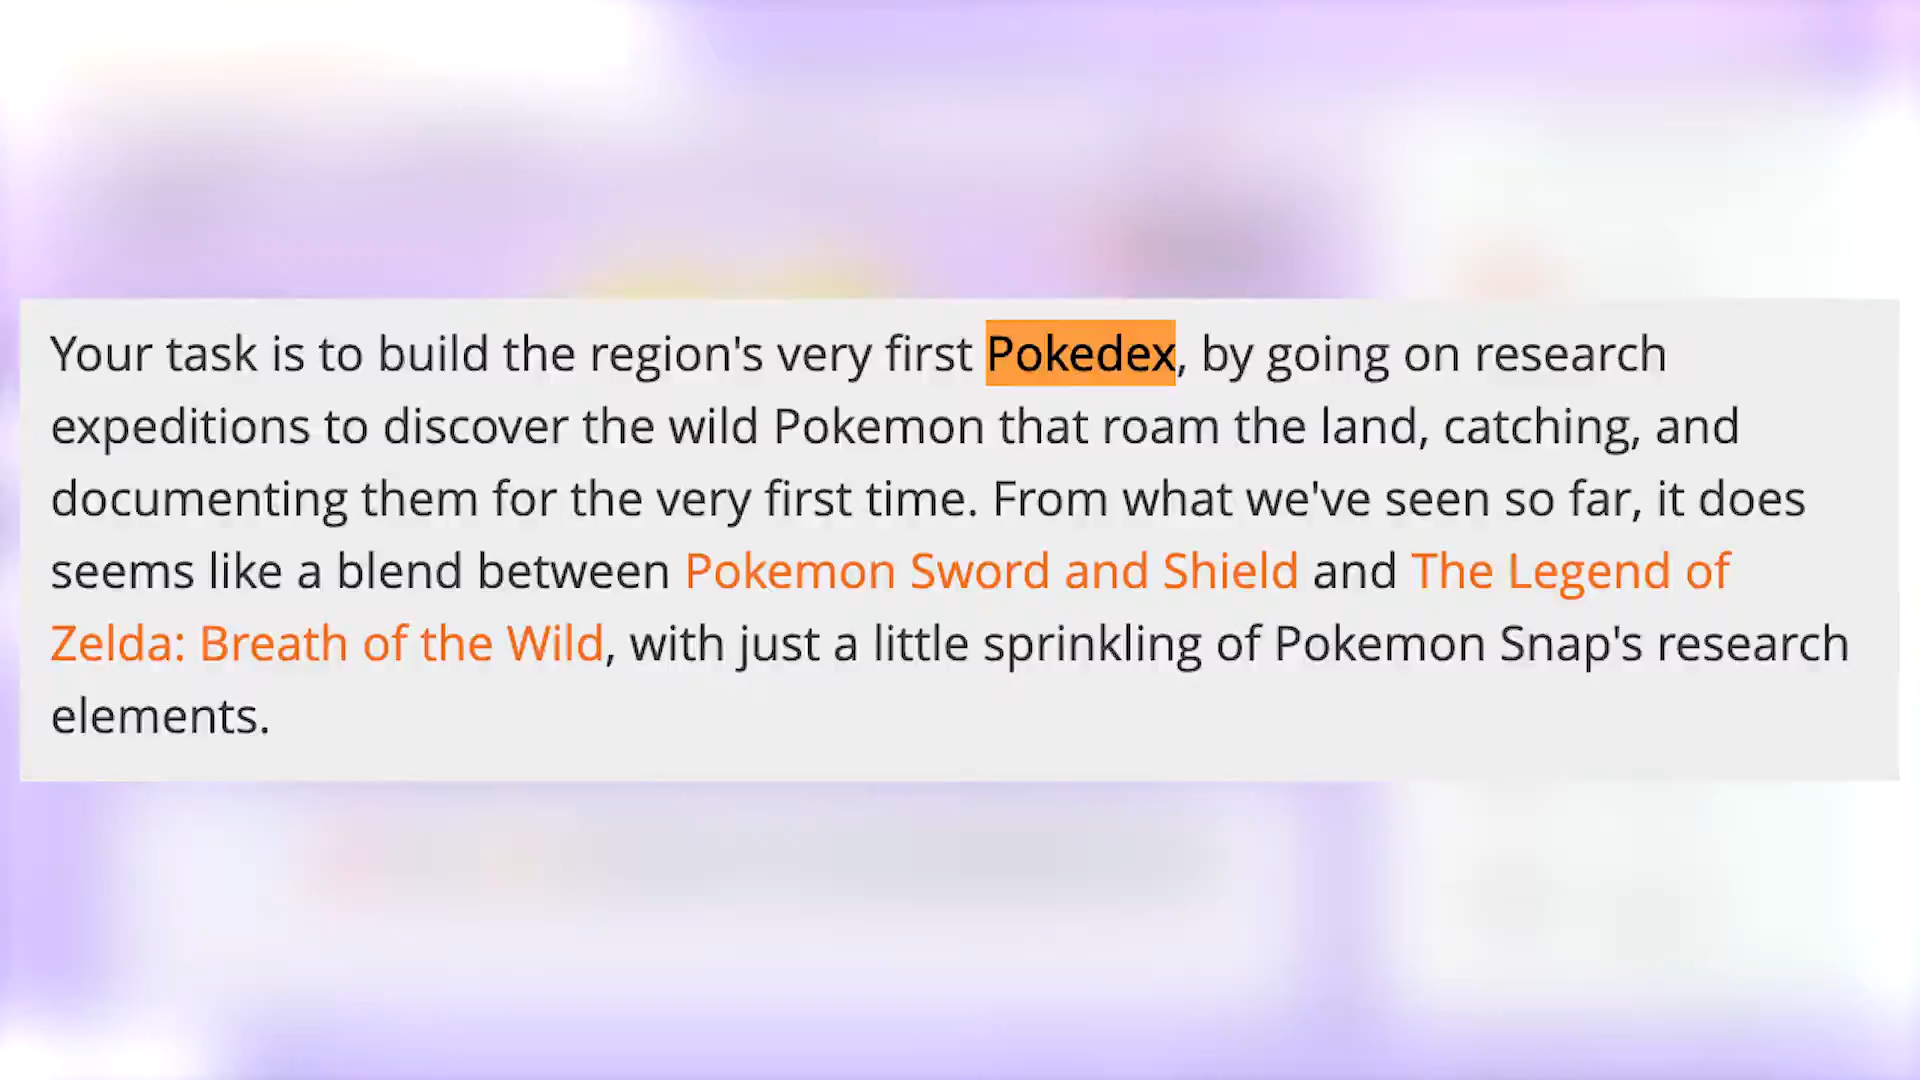 Your task is to build the region's very first Pokedex, by going on research
expeditions to discover the wild Pokemon that roam the land, catching, and
documenting them for the very first time. From what we've seen so far, it does
seems like a blend between Pokemon Sword and Shield and The Legend of
Zelda: Breath of the Wild, with just a little sprinkling of Pokemon Snap's research
elements.